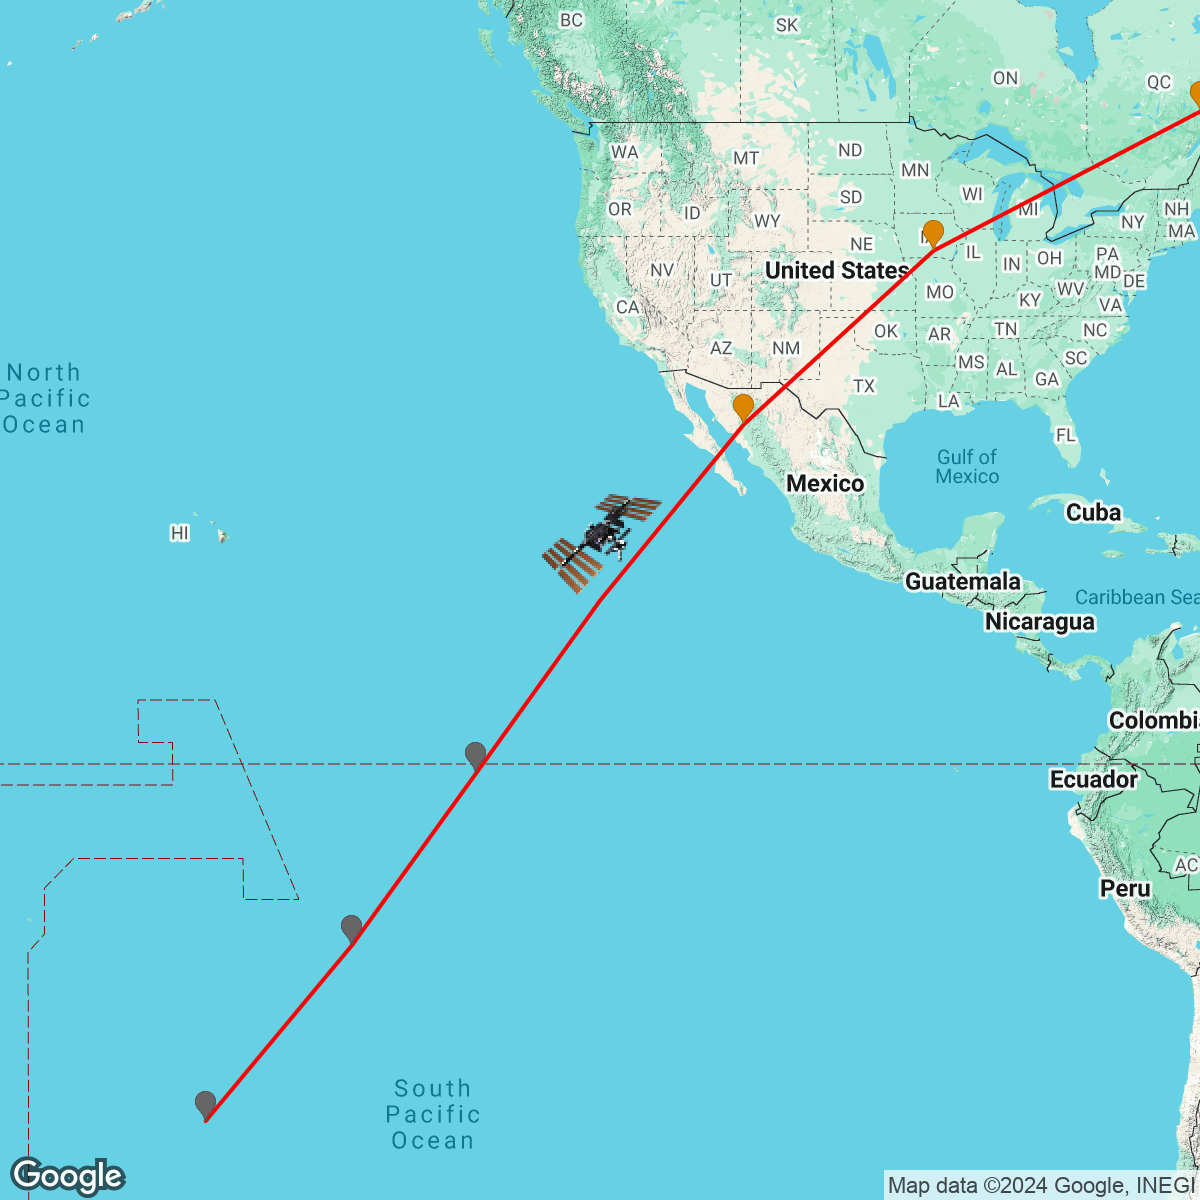 BC
SK
ON
QC
WA
MT
ND
MN
OR
ID
SD
WI
MI
NH
WY
NY
MA
NE
IL
OH
PA
IN
NV
United States
MD
UT
DE
MO
WV
KY
VA
CA
OK
AR
TN
NC
AZ
NM
SC
MS
AL
North
Pacific
Ocean
GA
TX
LA
FL
Gulf of
Mexico
Mexico
Cuba
HI
Guatemala
Caribbean Sea
Nicaragua
Colombi
Ecuador
AC
Peru
South
Pacific
Ocean
Google
Map data ©2024 Google, INEGI